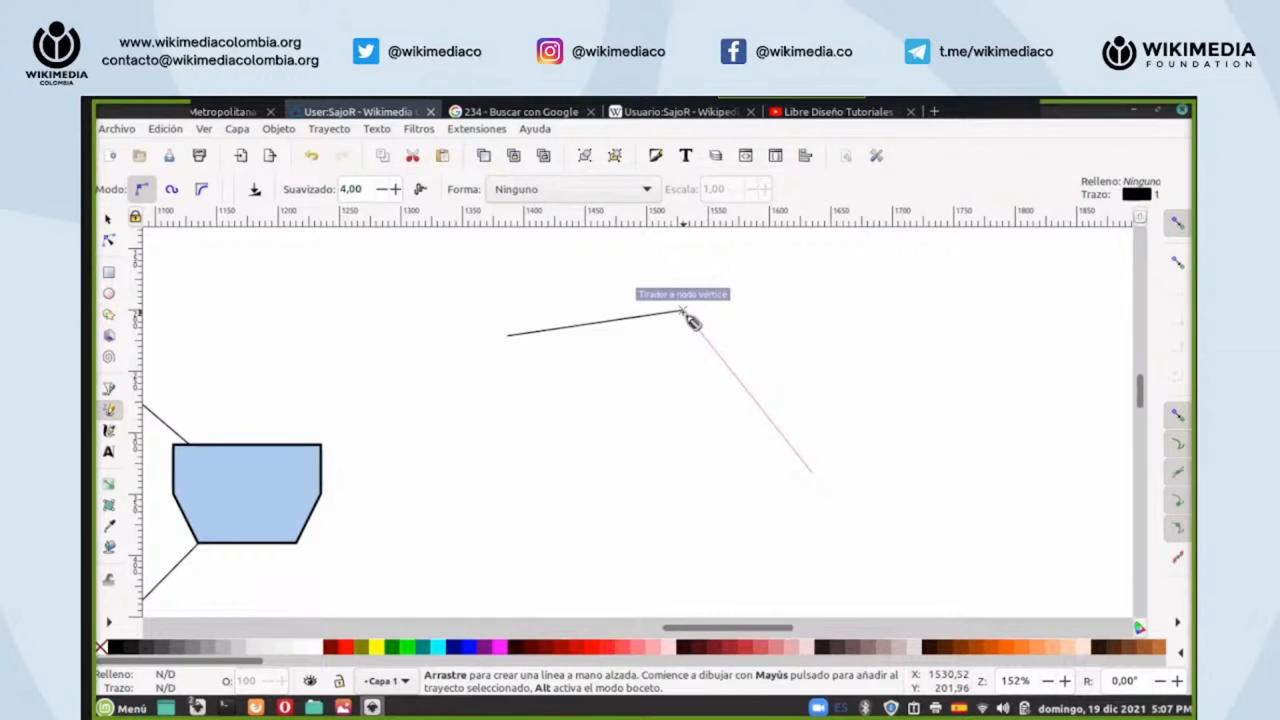 www.wikimediacolombia.org
contacto@wikimediacolombia.org
WIKIMEDIA
COLOMBIA
@wikimediaco
@wikimediaco
@wikimedia.co
t.me/wikimediaco
WIKIMEDIA
FOUNDATION
Metropolitana
User:SajoR - Wikimedia
234 - Buscar con Google
Usuario:SajoR - Wikiped
Libre Diseño Tutoriales
Archivo Edición Ver Capa Objeto Trayecto Texto Filtros Extensiones Ayuda
Modo: Suavizado: 4,00 Forma: Ninguno Escala: 1,00
Relleno: Ninguno
Trazo: 1
1100 1150 1200 1250 1300 1350 1400 1450 1500 1550 1600 1650 1700 1750 1800 1850
Tirador a nodo vértice
Relleno: N/D
Trazo: N/D
O: 100
Capa 1
Arrastre para crear una línea a mano alzada. Comience a dibujar con Mayús pulsado para añadir al
trayecto seleccionado, Alt activa el modo boceto.
X: 1530,52
Y: 201,96
Z: 152%
R: 0,00°
Menú
ES
domingo, 19 dic 2021 5:07 PM